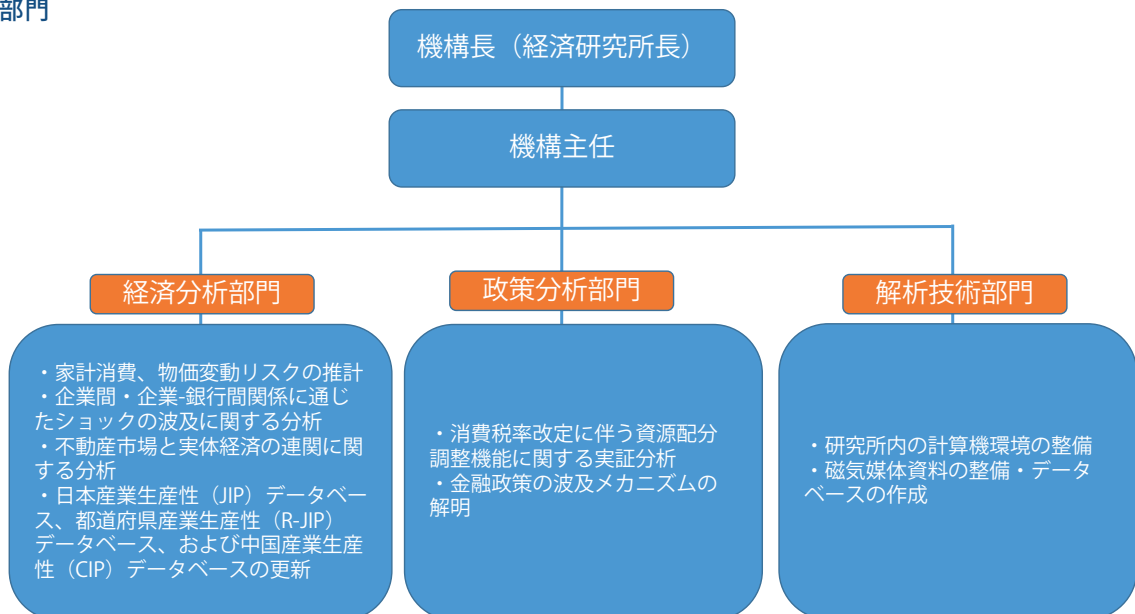 部門
機構長（経済研究所長）
機構主任
経済分析部門
・家計消費、物価変動リスクの推計
・企業間・企業-銀行間関係に通じ
たショックの波及に関する分析
・不動産市場と実体経済の連関に関
する分析
・日本産業生産性（JIP）データベー
ス、都道府県産業生産性（R-JIP）
データベース、および中国産業生産
性（CIP）データベースの更新
政策分析部門
・消費税率改定に伴う資源配分
調整機能に関する実証分析
・金融政策の波及メカニズムの
解明
解析技術部門
・研究所内の計算機環境の整備
・磁気媒体資料の整備・データ
ベースの作成